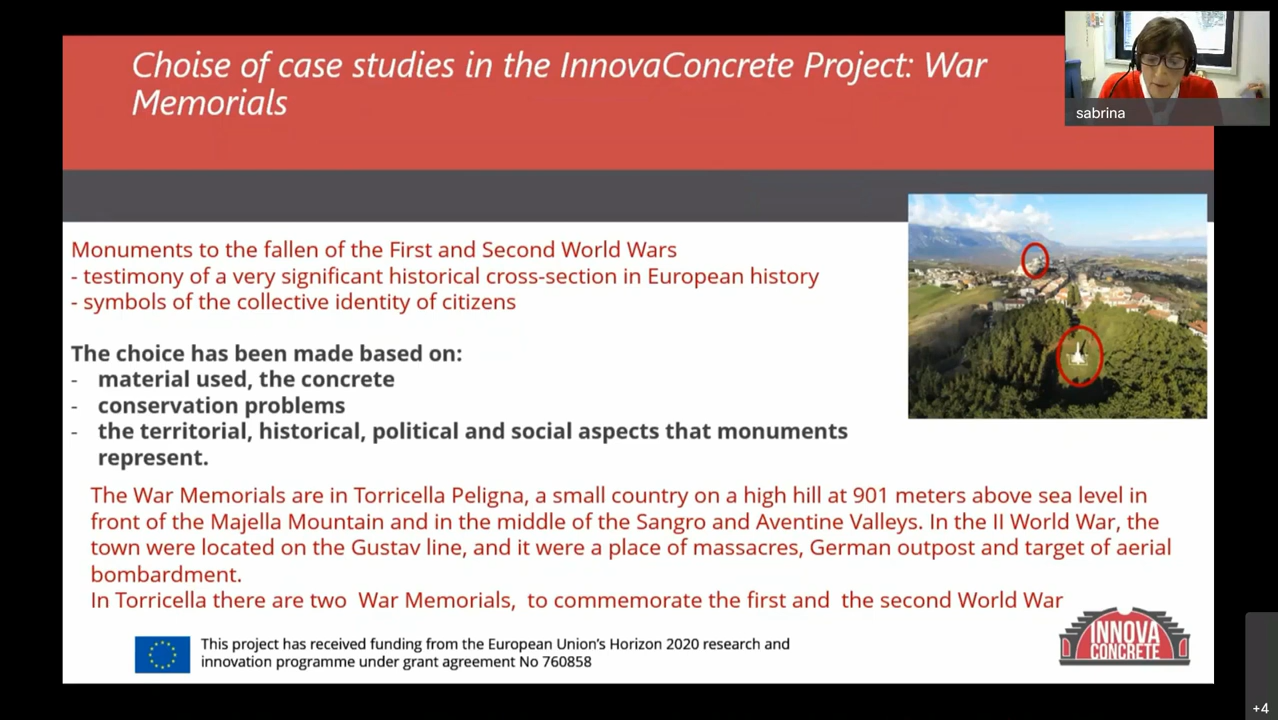 Choise of case studies in the InnovaConcrete Project: War
Memorials
sabrina
Monuments to the fallen of the First and Second World Wars
- testimony of a very significant historical cross-section in European history
- symbols of the collective identity of citizens
The choice has been made based on:
- material used, the concrete
- conservation problems
- the territorial, historical, political and social aspects that monuments
represent.
The War Memorials are in Torricella Peligna, a small country on a high hill at 901 meters above sea level in
front of the Majella Mountain and in the middle of the Sangro and Aventine Valleys. In the II World War, the
town were located on the Gustav line, and it were a place of massacres, German outpost and target of aerial
bombardment.
In Torricella there are two War Memorials, to commemorate the first and the second World War
This project has received funding from the European Union's Horizon 2020 research and
innovation programme under grant agreement No 760858
INNOVA
CONCRETE
+4